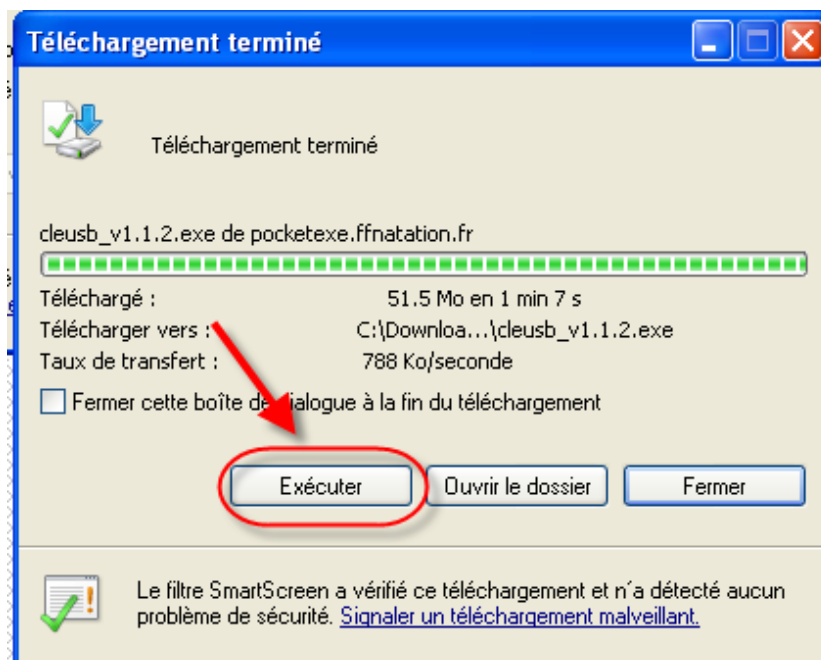 Téléchargement terminé
Téléchargement terminé
cleusb_v1.1.2.exe de pocketexe.ffnatation.fr
Téléchargé : 51.5 Mo en 1 min 7 s
Télécharger vers : C:\Downloa...\cleusb_v1.1.2.exe
Taux de transfert : 788 Ko/seconde
Fermer cette boîte de dialogue à la fin du téléchargement
Exécuter Ouvrir le dossier Fermer
Le filtre SmartScreen a vérifié ce téléchargement et n´a détecté aucun
problème de sécurité. Signaler un téléchargement malveillant.